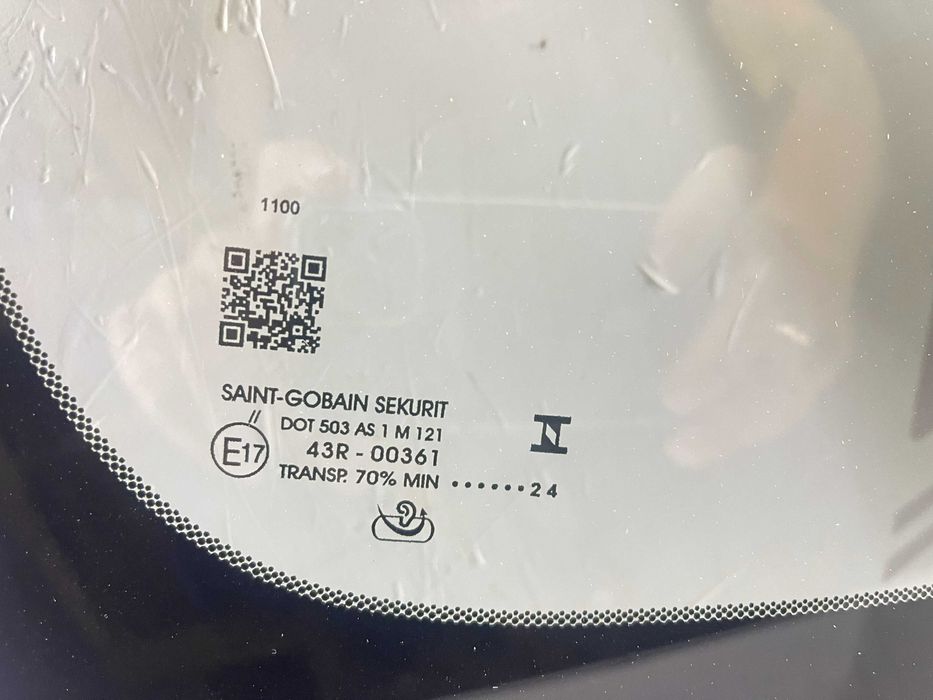 1100
SAINT-GOBAIN SEKURIT
//
DOT 503 AS 1 M 121
E17
43R - 00361
TRANSP. 70% MIN ......24